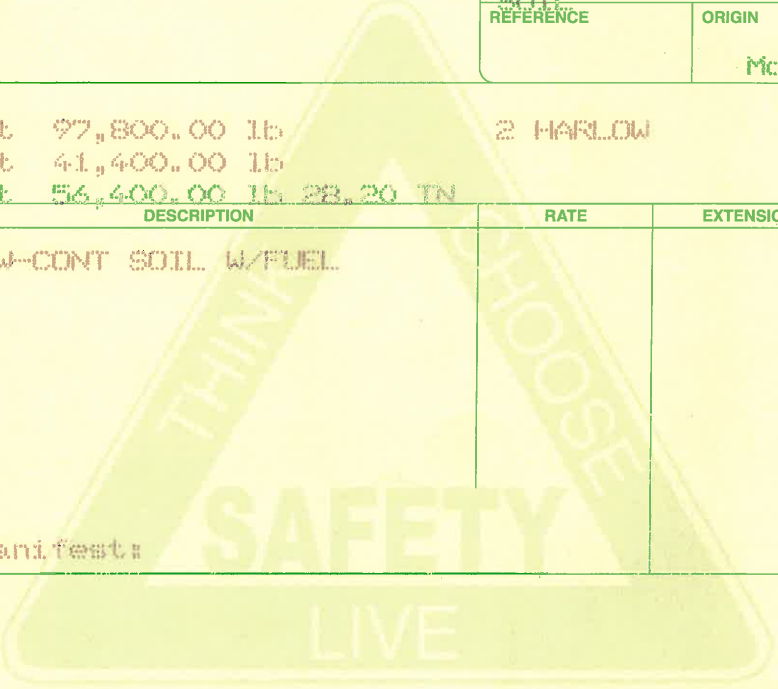 SOIL
REFERENCE ORIGIN
Mc
t 97,800.00 lb 2 HARLOW
t 41,400.00 lb
t 56,400.00 lb 28.20 TN
DESCRIPTION RATE EXTENSIO
W-CONT SOIL W/FUEL
THINK CHOOSE
SAFETY
anifest:
LIVE